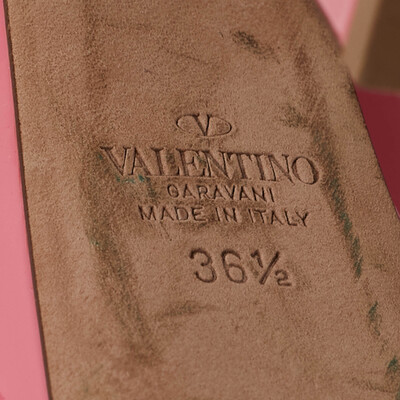 V
VALENTINO
GARAVANI
MADE IN ITALY
36½